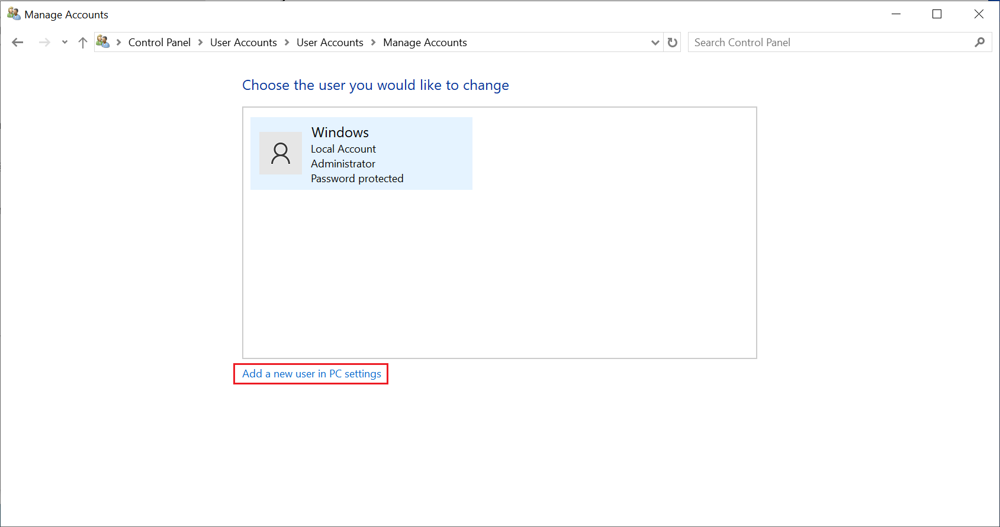 Manage Accounts
Control Panel User Accounts User Accounts Manage Accounts
Search Control Panel
Choose the user you would like to change
Windows
Local Account
Administrator
Password protected
Add a new user in PC settings